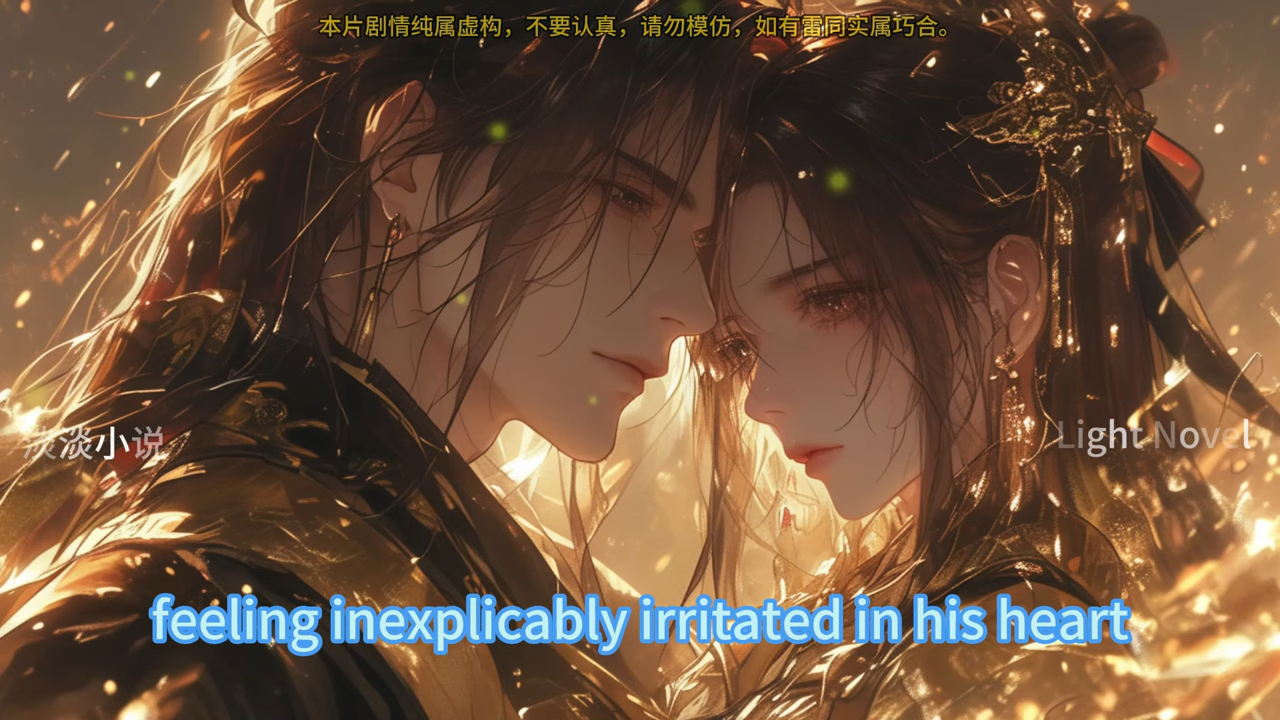 本片剧情纯属虚构，不要认真，请勿模仿，如有雷同实属巧合。
淡淡小说
Light Novel
feeling inexplicably irritated in his heart